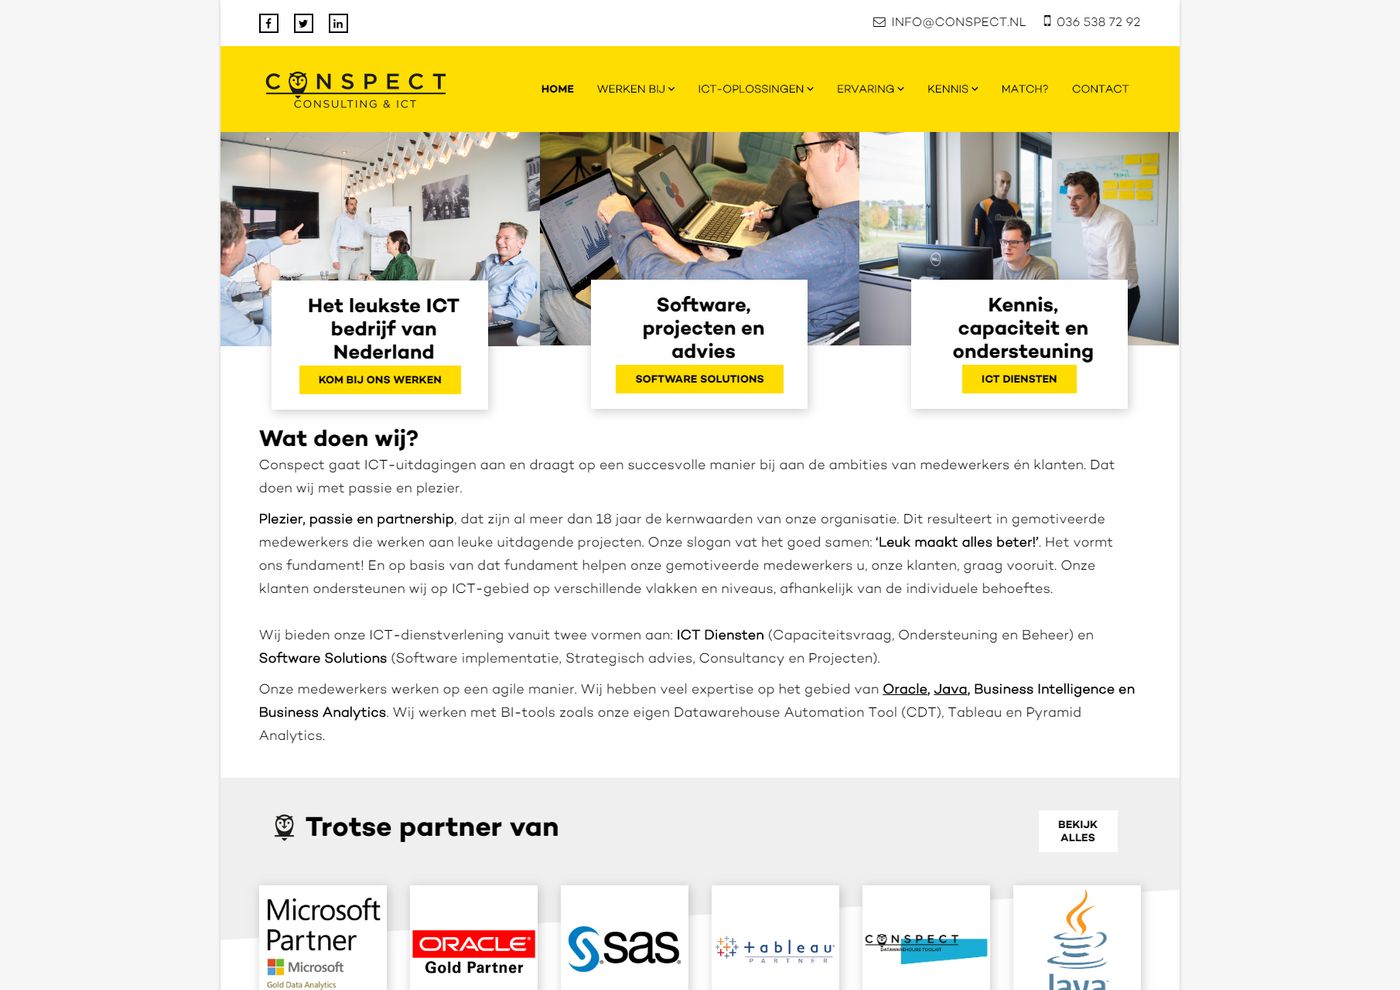 INFO@CONSPECT.NL 036 538 72 92
CONSPECT
CONSULTING & ICT
HOME WERKEN BIJ ICT-OPLOSSINGEN ERVARING KENNIS MATCH? CONTACT
Het leukste ICT
bedrijf van
Nederland
KOM BIJ ONS WERKEN
Software,
projecten en
advies
SOFTWARE SOLUTIONS
DELL
Kennis,
capaciteit en
ondersteuning
ICT DIENSTEN
Wat doen wij?
Conspect gaat ICT-uitdagingen aan en draagt op een succesvolle manier bij aan de ambities van medewerkers én klanten. Dat
doen wij met passie en plezier.
Plezier, passie en partnership, dat zijn al meer dan 18 jaar de kernwaarden van onze organisatie. Dit resulteert in gemotiveerde
medewerkers die werken aan leuke uitdagende projecten. Onze slogan vat het goed samen: ‘Leuk maakt alles beter!’. Het vormt
ons fundament! En op basis van dat fundament helpen onze gemotiveerde medewerkers u, onze klanten, graag vooruit. Onze
klanten ondersteunen wij op ICT-gebied op verschillende vlakken en niveaus, afhankelijk van de individuele behoeftes.
Wij bieden onze ICT-dienstverlening vanuit twee vormen aan: ICT Diensten (Capaciteitsvraag, Ondersteuning en Beheer) en
Software Solutions (Software implementatie, Strategisch advies, Consultancy en Projecten).
Onze medewerkers werken op een agile manier. Wij hebben veel expertise op het gebied van Oracle, Java, Business Intelligence en
Business Analytics. Wij werken met BI-tools zoals onze eigen Datawarehouse Automation Tool (CDT), Tableau en Pyramid
Analytics.
Trotse partner van
BEKIJK
ALLES
Microsoft
Partner
Microsoft
Gold Data Analytics
ORACLE
Gold Partner
sas
tableau
PARTNER
CONSPECT
DATAWAREHOUSE TOOLKIT
Java